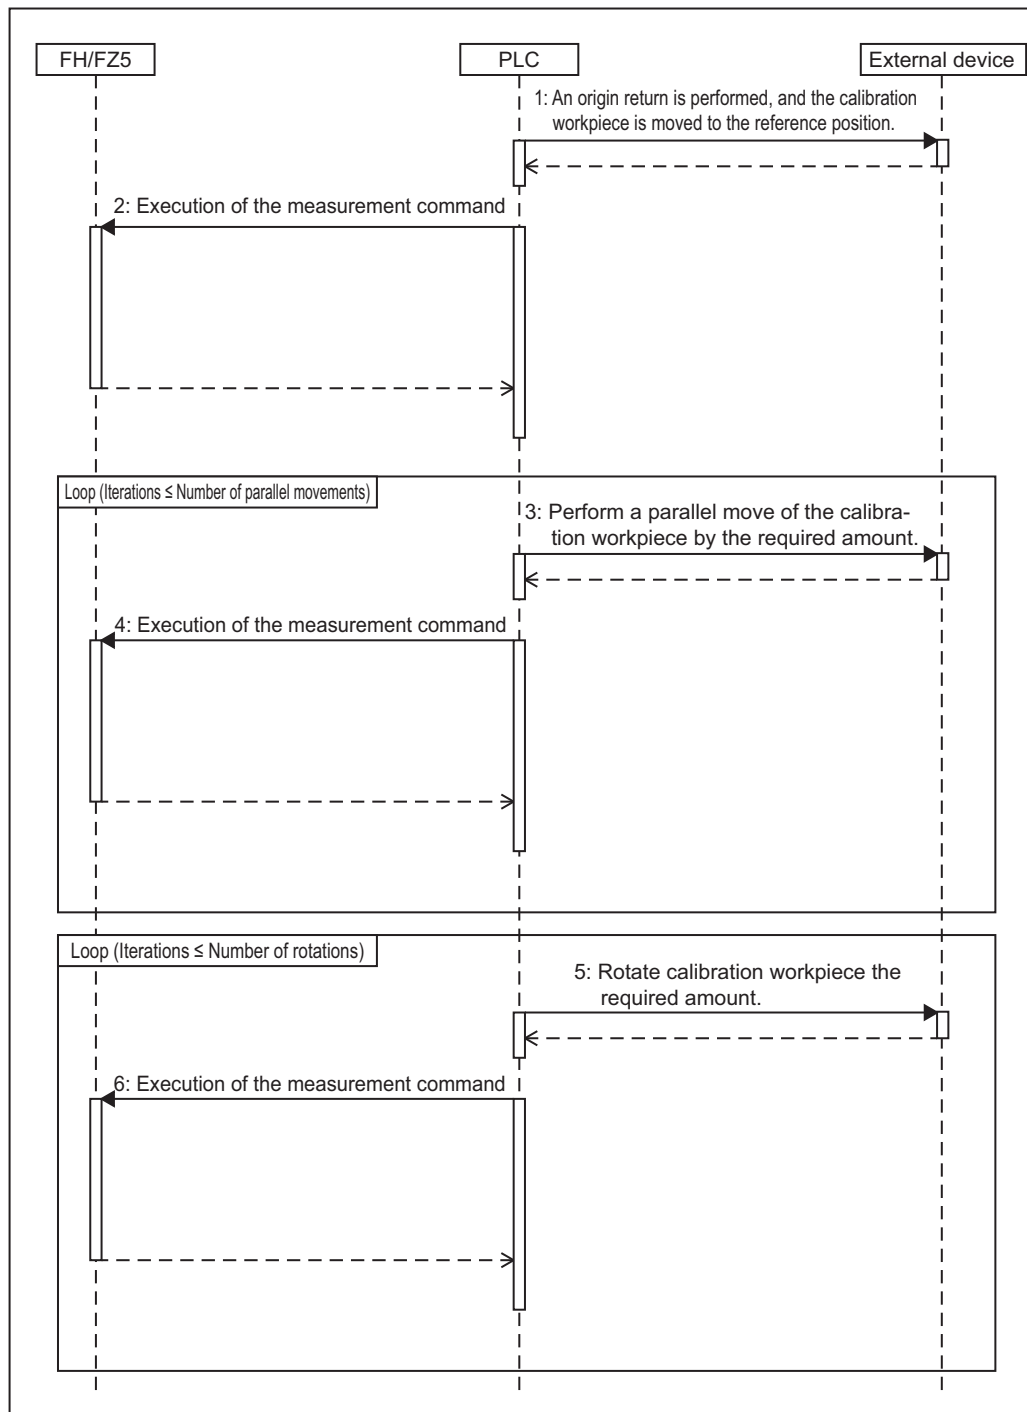 FH/FZ5
PLC
External device
1: An origin return is performed, and the calibration
workpiece is moved to the reference position.
2: Execution of the measurement command
Loop (Iterations ≤ Number of parallel movements)
3: Perform a parallel move of the calibra-
tion workpiece by the required amount.
4: Execution of the measurement command
Loop (Iterations ≤ Number of rotations)
5: Rotate calibration workpiece the
required amount.
6: Execution of the measurement command